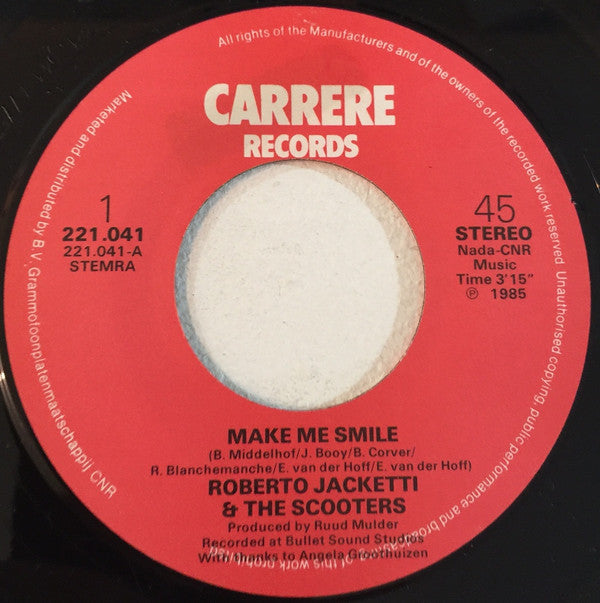 All rights of the Manufacturers and of the owners of the recorded work reserved. Unauthorised copying, public performance and broadcasting of this work prohibited
Marketed and distributed by B.V. Grammofoonplatenmaatschappij CNR
CARRERE
RECORDS
1
221.041
221.041-A
STEMRA
45
STEREO
Nada-CNR
Music
Time 3'15"
℗ 1985
MAKE ME SMILE
(B. Middelhof/J. Booy/B. Corver/
R. Blanchemanche/E. van der Hoff/E. van der Hoff)
ROBERTO JACKETTI
& THE SCOOTERS
Produced by Ruud Mulder
Recorded at Bullet Sound Studios
With thanks to Angela Groothuizen